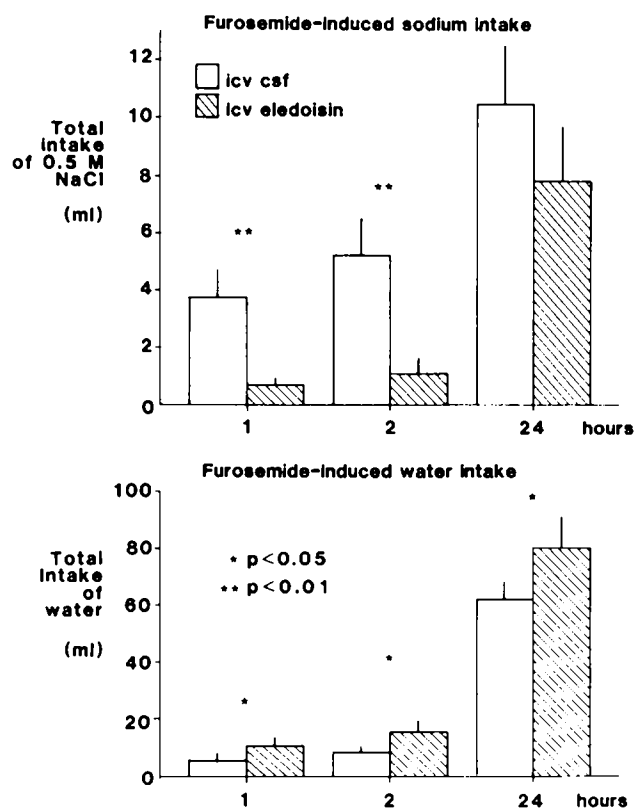 Furosemide-induced sodium intake
12
10
8
6
4
2
0
Total
intake
of 0.5 M
NaCl
(ml)
icv csf
icv eledoisin
**
**
1 2 24 hours
Furosemide-induced water intake
100
80
60
40
20
0
Total
intake
of
water
(ml)
* p<0.05
** p<0.01
*
*
*
1 2 24 hours